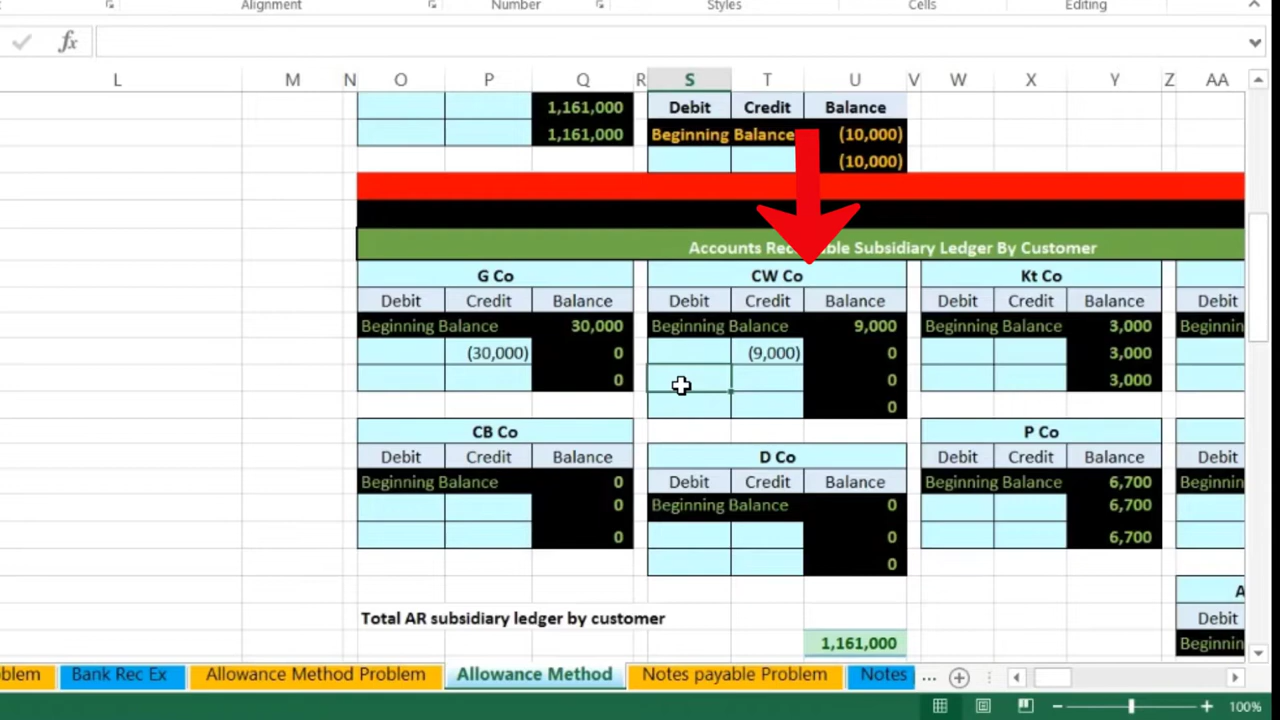 Alignment Number Styles Cells Editing
fx
L M N O P Q R S T U V W X Y Z AA
1,161,000 Debit Credit Balance
1,161,000 Beginning Balance (10,000)
(10,000)
Accounts Rec ble Subsidiary Ledger By Customer
G Co CW Co Kt Co
Debit Credit Balance Debit Credit Balance Debit Credit Balance Debit
Beginning Balance 30,000 Beginning Balance 9,000 Beginning Balance 3,000 Beginnin
(30,000) 0 (9,000) 0 3,000
0 0 3,000
0
CB Co D Co P Co
Debit Credit Balance Debit Credit Balance Debit Credit Balance Debit
Beginning Balance 0 Beginning Balance 0 Beginning Balance 6,700 Beginnin
0 0 6,700
0 0 6,700
A
Total AR subsidiary ledger by customer Debit
1,161,000 Beginnin
oblem Bank Rec Ex Allowance Method Problem Allowance Method Notes payable Problem Notes ...
100%